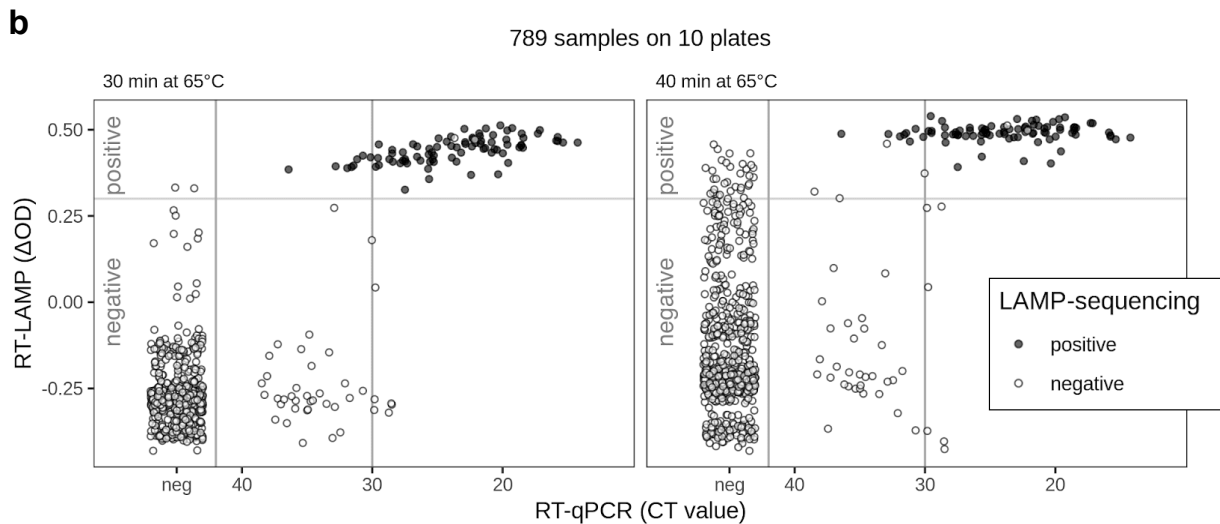 b
789 samples on 10 plates
30 min at 65°C
40 min at 65°C
RT-LAMP (ΔOD)
0.50
0.25
0.00
-0.25
positive
negative
positive
negative
LAMP-sequencing
positive
negative
neg
40
30
20
neg
40
30
20
RT-qPCR (CT value)